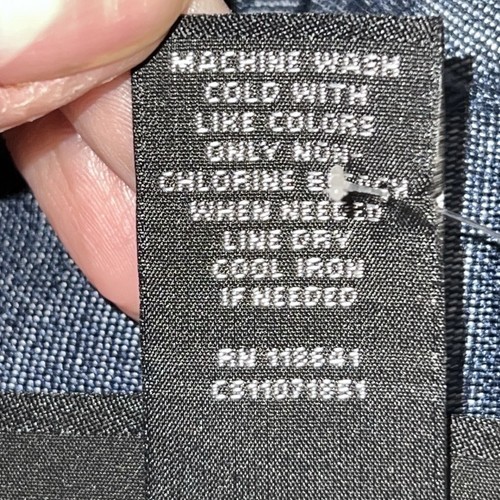 MACHINE WASH
COLD WITH
LIKE COLORS
ONLY NON-
CHLORINE BLEACH
WHEN NEEDED
LINE DRY
COOL IRON
IF NEEDED
RN 118641
CS11071851